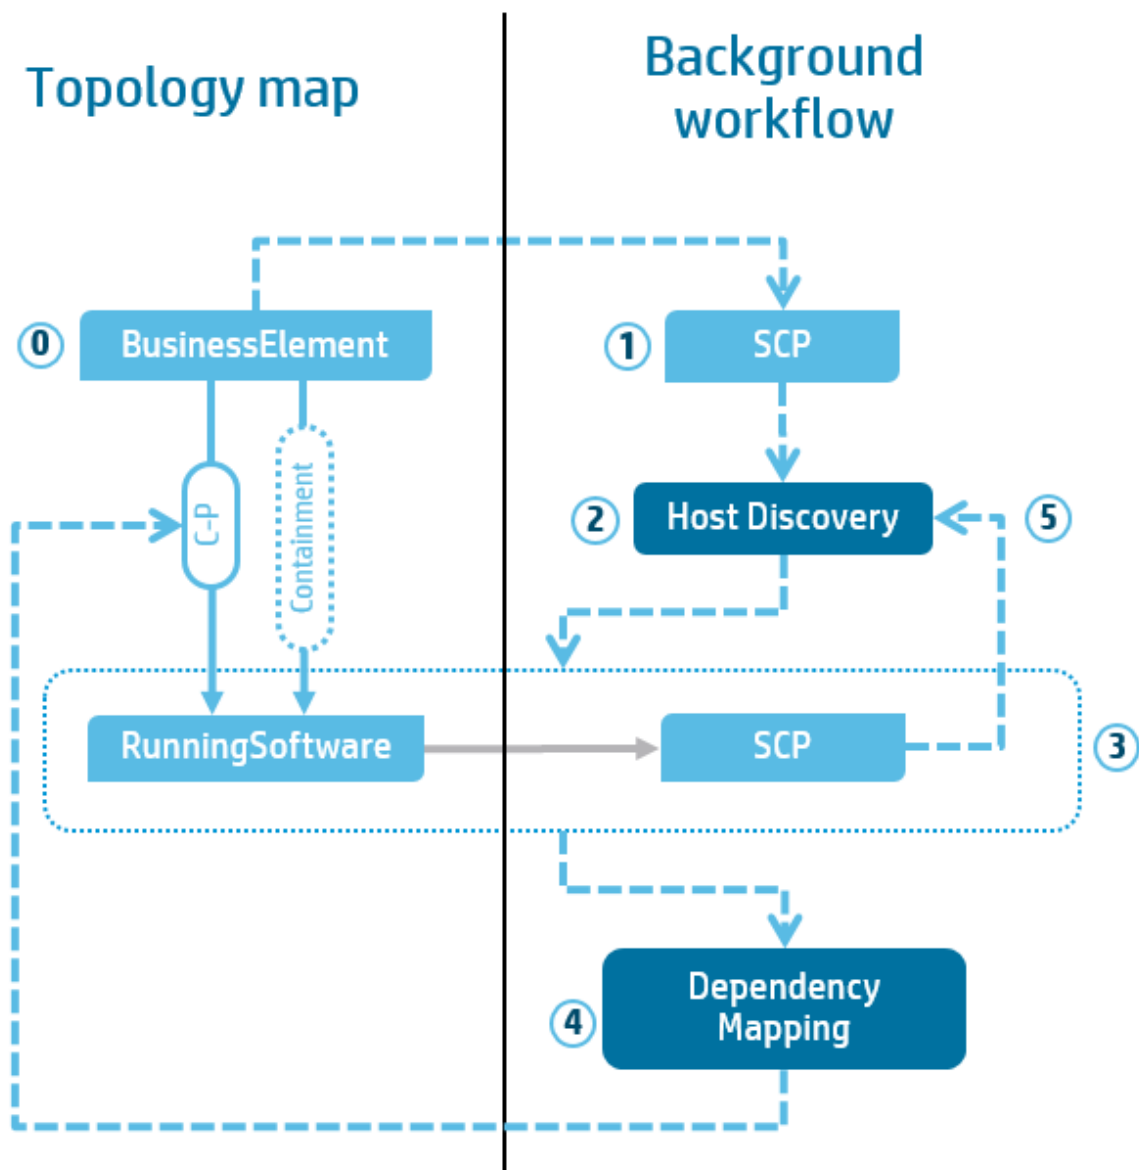 Topology map
Background
workflow
0
BusinessElement
1
SCP
C-P
Containment
2
Host Discovery
5
RunningSoftware
SCP
3
4
Dependency
Mapping